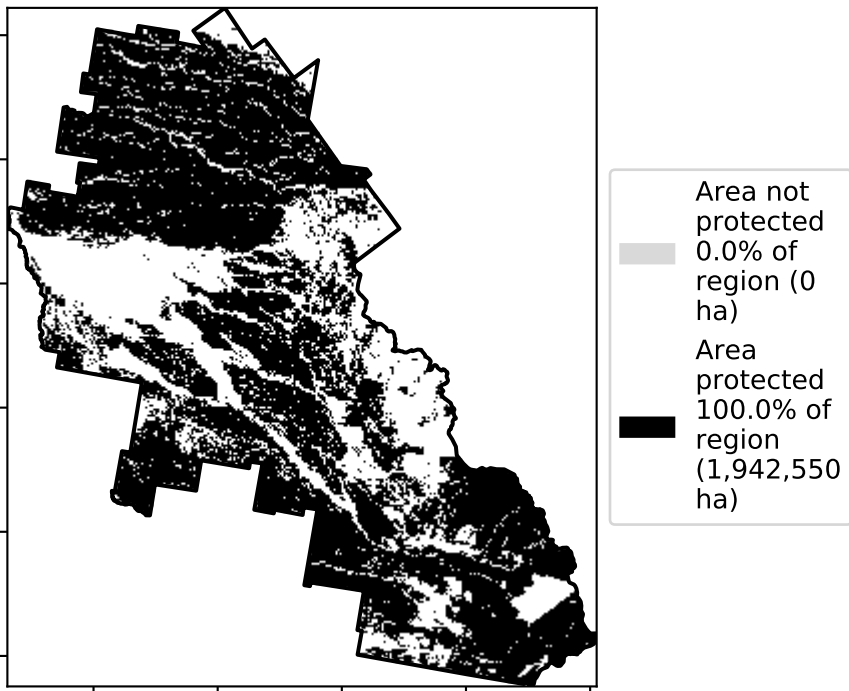 Area not
protected
0.0% of
region (0
ha)
Area
protected
100.0% of
region
(1,942,550
ha)